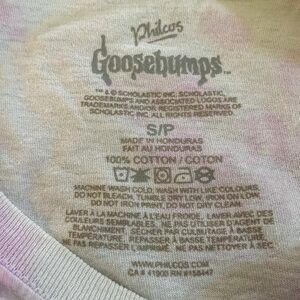 Philcos
Goosebumps™
™ & © SCHOLASTIC INC. SCHOLASTIC,
GOOSEBUMPS AND ASSOCIATED LOGOS ARE
TRADEMARKS AND/OR REGISTERED MARKS OF
SCHOLASTIC INC. ALL RIGHTS RESERVED.
S/P
MADE IN HONDURAS
FAIT AU HONDURAS
100% COTTON / COTON
MACHINE WASH COLD, WASH WITH LIKE COLOURS,
DO NOT BLEACH, TUMBLE DRY LOW, IRON ON LOW,
DO NOT IRON PRINT, DO NOT DRY CLEAN.
LAVER À LA MACHINE À L'EAU FROIDE. LAVER AVEC DES
COULEURS SEMBLABLES. NE PAS UTILISER D'AGENT DE
BLANCHIMENT. SÉCHER PAR CULBUTAGE À BASSE
TEMPÉRATURE. REPASSER À BASSE TEMPÉRATURE.
NE PAS REPASSER L'IMPRIMÉ. NE PAS NETTOYER À SEC.
WWW.PHILCOS.COM
CA# 41900 RN #158447